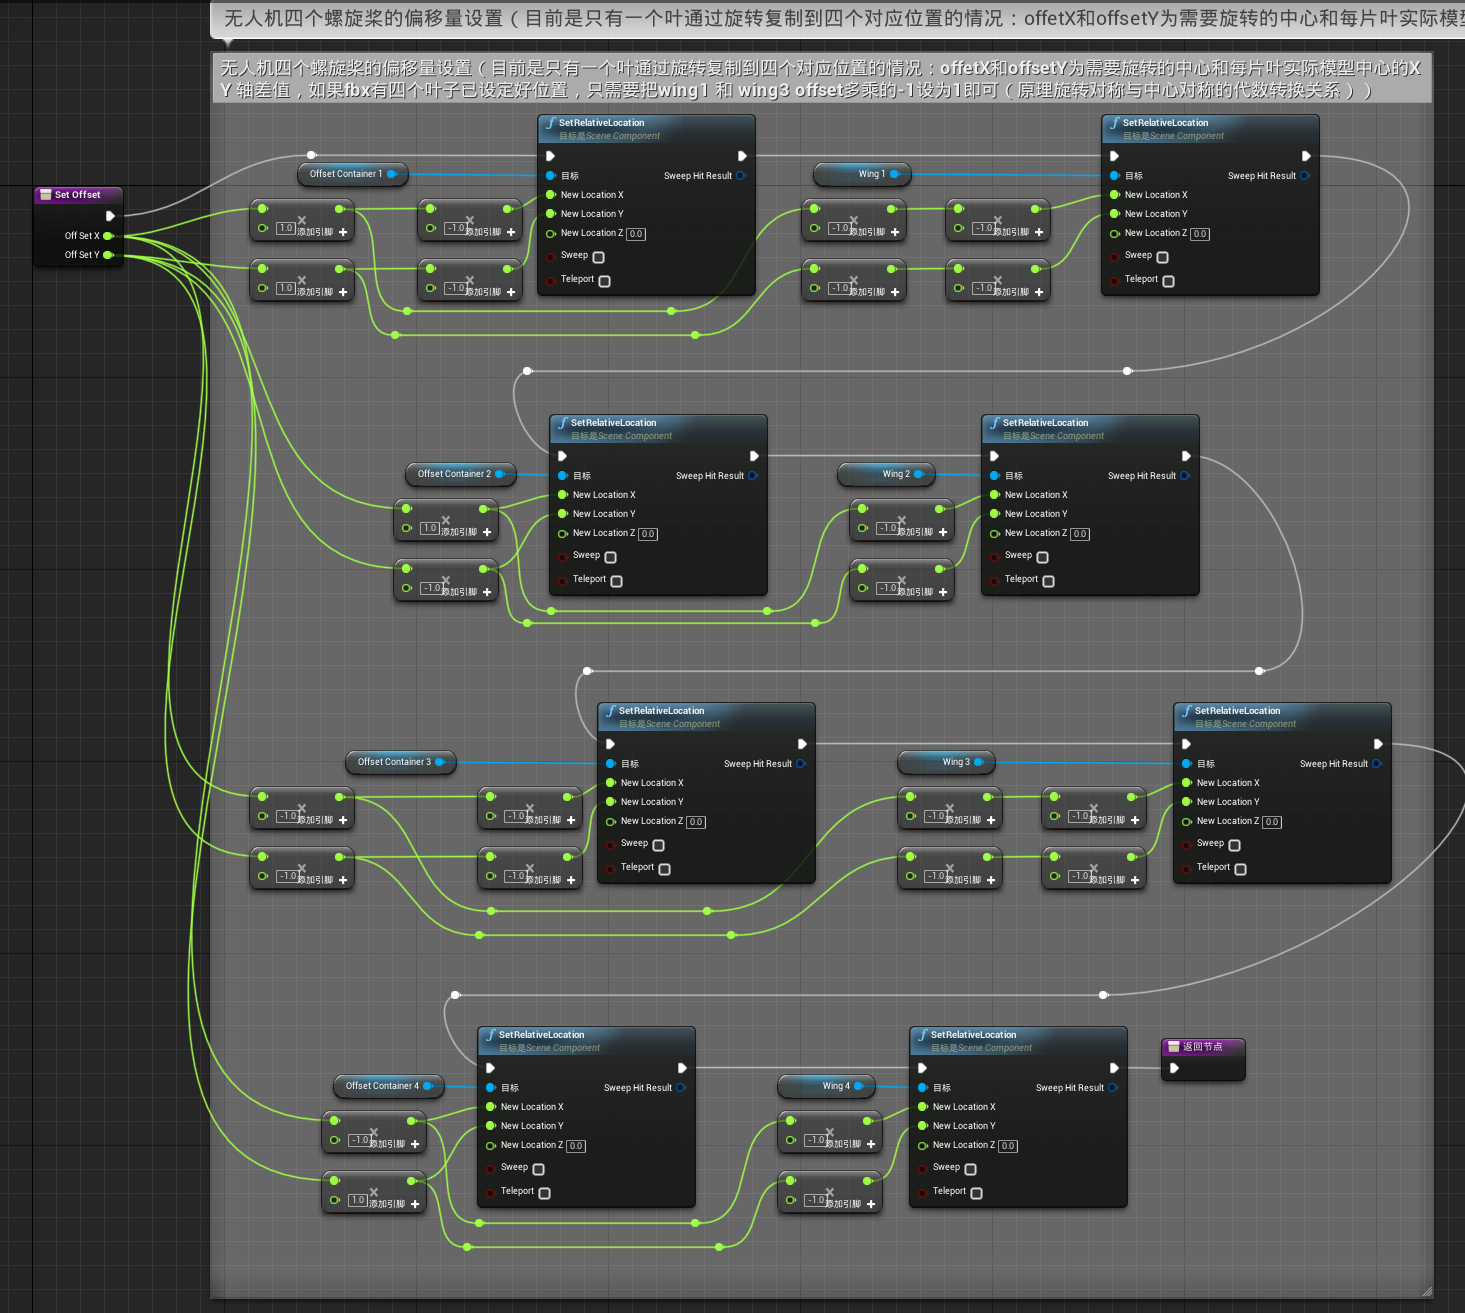 无人机四个螺旋桨的偏移量设置（目前是只有一个叶通过旋转复制到四个对应位置的情况：offetX和offsetY为需要旋转的中心和每片叶实际模型
无人机四个螺旋桨的偏移量设置（目前是只有一个叶通过旋转复制到四个对应位置的情况：offetX和offsetY为需要旋转的中心和每片叶实际模型中心的X
Y 轴差值，如果fbx有四个叶子已设定好位置，只需要把wing1 和 wing3 offset多乘的-1设为1即可（原理旋转对称与中心对称的代数转换关系））
Set Offset
Off Set X
Off Set Y
Offset Container 1
1.0 添加引脚
-1.0 添加引脚
1.0 添加引脚
-1.0 添加引脚
SetRelativeLocation
目标是Scene Component
目标
Sweep Hit Result
New Location X
New Location Y
New Location Z 0.0
Sweep
Teleport
Wing 1
-1.0 添加引脚
-1.0 添加引脚
-1.0 添加引脚
-1.0 添加引脚
SetRelativeLocation
目标是Scene Component
目标
Sweep Hit Result
New Location X
New Location Y
New Location Z 0.0
Sweep
Teleport
Offset Container 2
1.0 添加引脚
-1.0 添加引脚
SetRelativeLocation
目标是Scene Component
目标
Sweep Hit Result
New Location X
New Location Y
New Location Z 0.0
Sweep
Teleport
Wing 2
-1.0 添加引脚
-1.0 添加引脚
SetRelativeLocation
目标是Scene Component
目标
Sweep Hit Result
New Location X
New Location Y
New Location Z 0.0
Sweep
Teleport
Offset Container 3
-1.0 添加引脚
-1.0 添加引脚
-1.0 添加引脚
-1.0 添加引脚
SetRelativeLocation
目标是Scene Component
目标
Sweep Hit Result
New Location X
New Location Y
New Location Z 0.0
Sweep
Teleport
Wing 3
-1.0 添加引脚
-1.0 添加引脚
-1.0 添加引脚
-1.0 添加引脚
SetRelativeLocation
目标是Scene Component
目标
Sweep Hit Result
New Location X
New Location Y
New Location Z 0.0
Sweep
Teleport
Offset Container 4
-1.0 添加引脚
1.0 添加引脚
SetRelativeLocation
目标是Scene Component
目标
Sweep Hit Result
New Location X
New Location Y
New Location Z 0.0
Sweep
Teleport
Wing 4
-1.0 添加引脚
-1.0 添加引脚
SetRelativeLocation
目标是Scene Component
目标
Sweep Hit Result
New Location X
New Location Y
New Location Z 0.0
Sweep
Teleport
返回节点